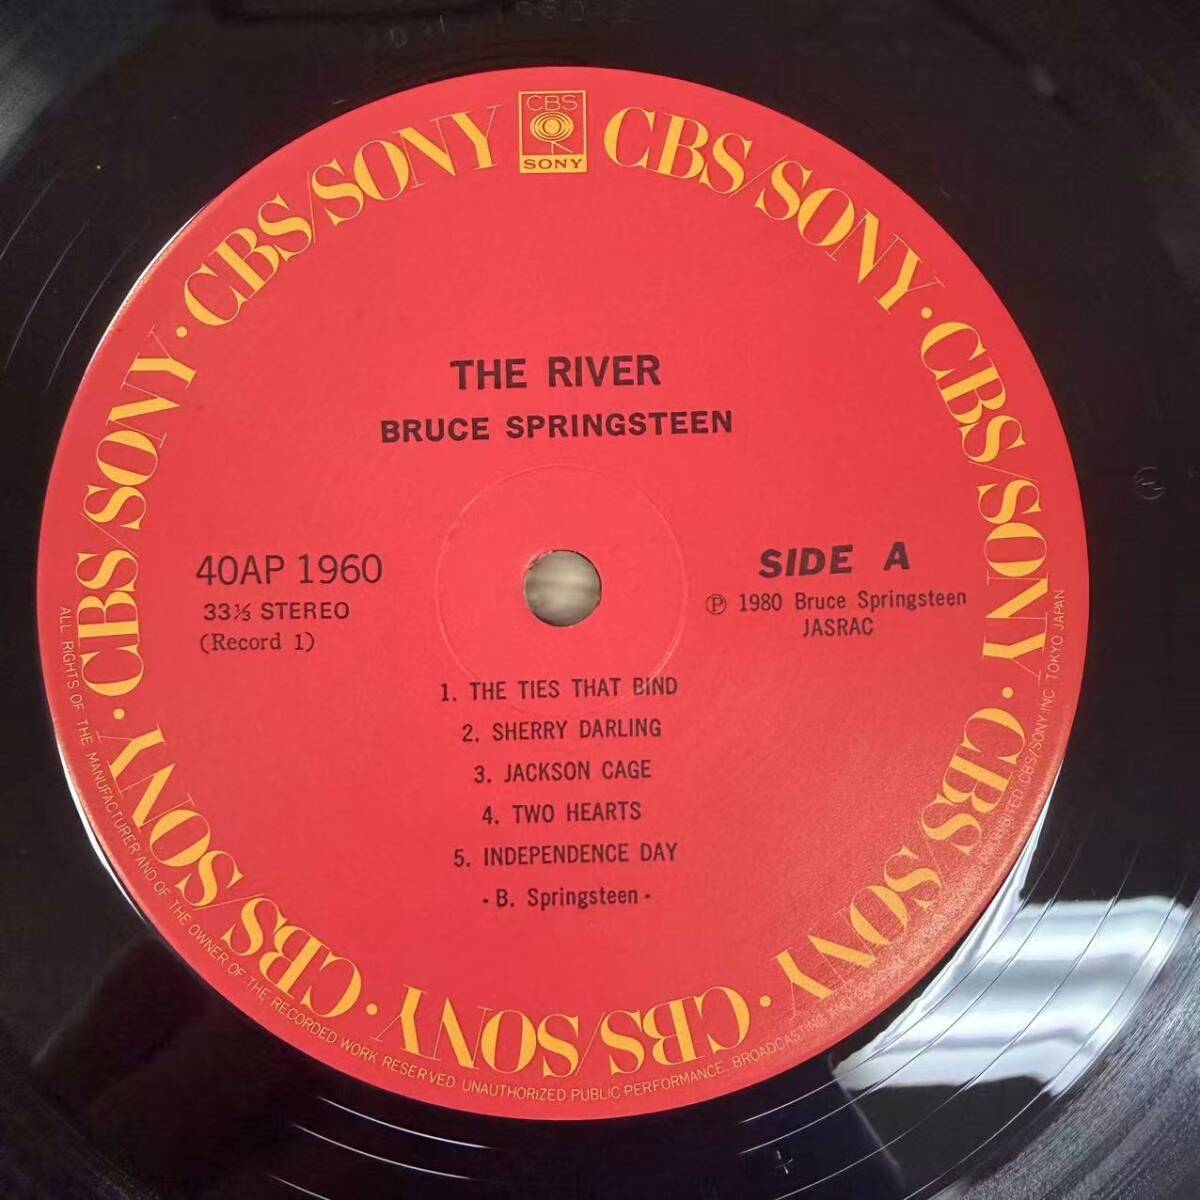 CBS
SONY
CBS/SONY · CBS/SONY · CBS/SONY · CBS/SONY · CBS/SONY · CBS/SONY · CBS/SONY · CBS/SONY
THE RIVER
BRUCE SPRINGSTEEN
40AP 1960
33⅓ STEREO
(Record 1)
SIDE A
Ⓟ 1980 Bruce Springsteen
JASRAC
1. THE TIES THAT BIND
2. SHERRY DARLING
3. JACKSON CAGE
4. TWO HEARTS
5. INDEPENDENCE DAY
· B. Springsteen ·
ALL RIGHTS OF THE MANUFACTURER AND OF THE OWNER OF THE RECORDED WORK RESERVED UNAUTHORIZED PUBLIC PERFORMANCE, BROADCASTING AND CBS/SONY INC TOKYO JAPAN